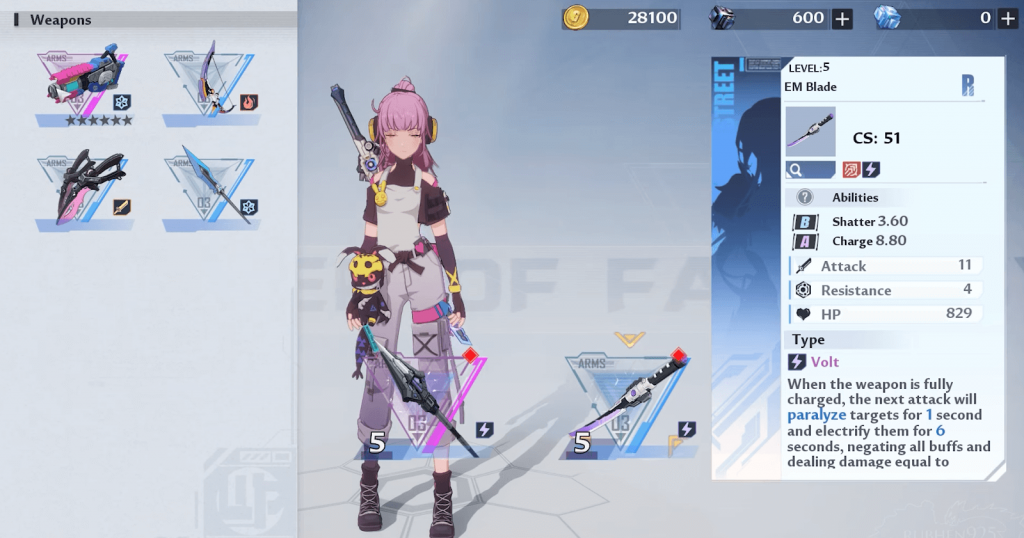 Weapons
28100
600 +
0 +
ARMS
ARMS
03
★★★★★★
ARMS
ARMS
03
OF FA
ARMS
03
5
ARMS
03
5
STREET
LEVEL:5
EM Blade
R
CS: 51
? Abilities
B Shatter 3.60
A Charge 8.80
Attack 11
Resistance 4
HP 829
Type
Volt
When the weapon is fully
charged, the next attack will
paralyze targets for 1 second
and electrify them for 6
seconds, negating all buffs and
dealing damage equal to